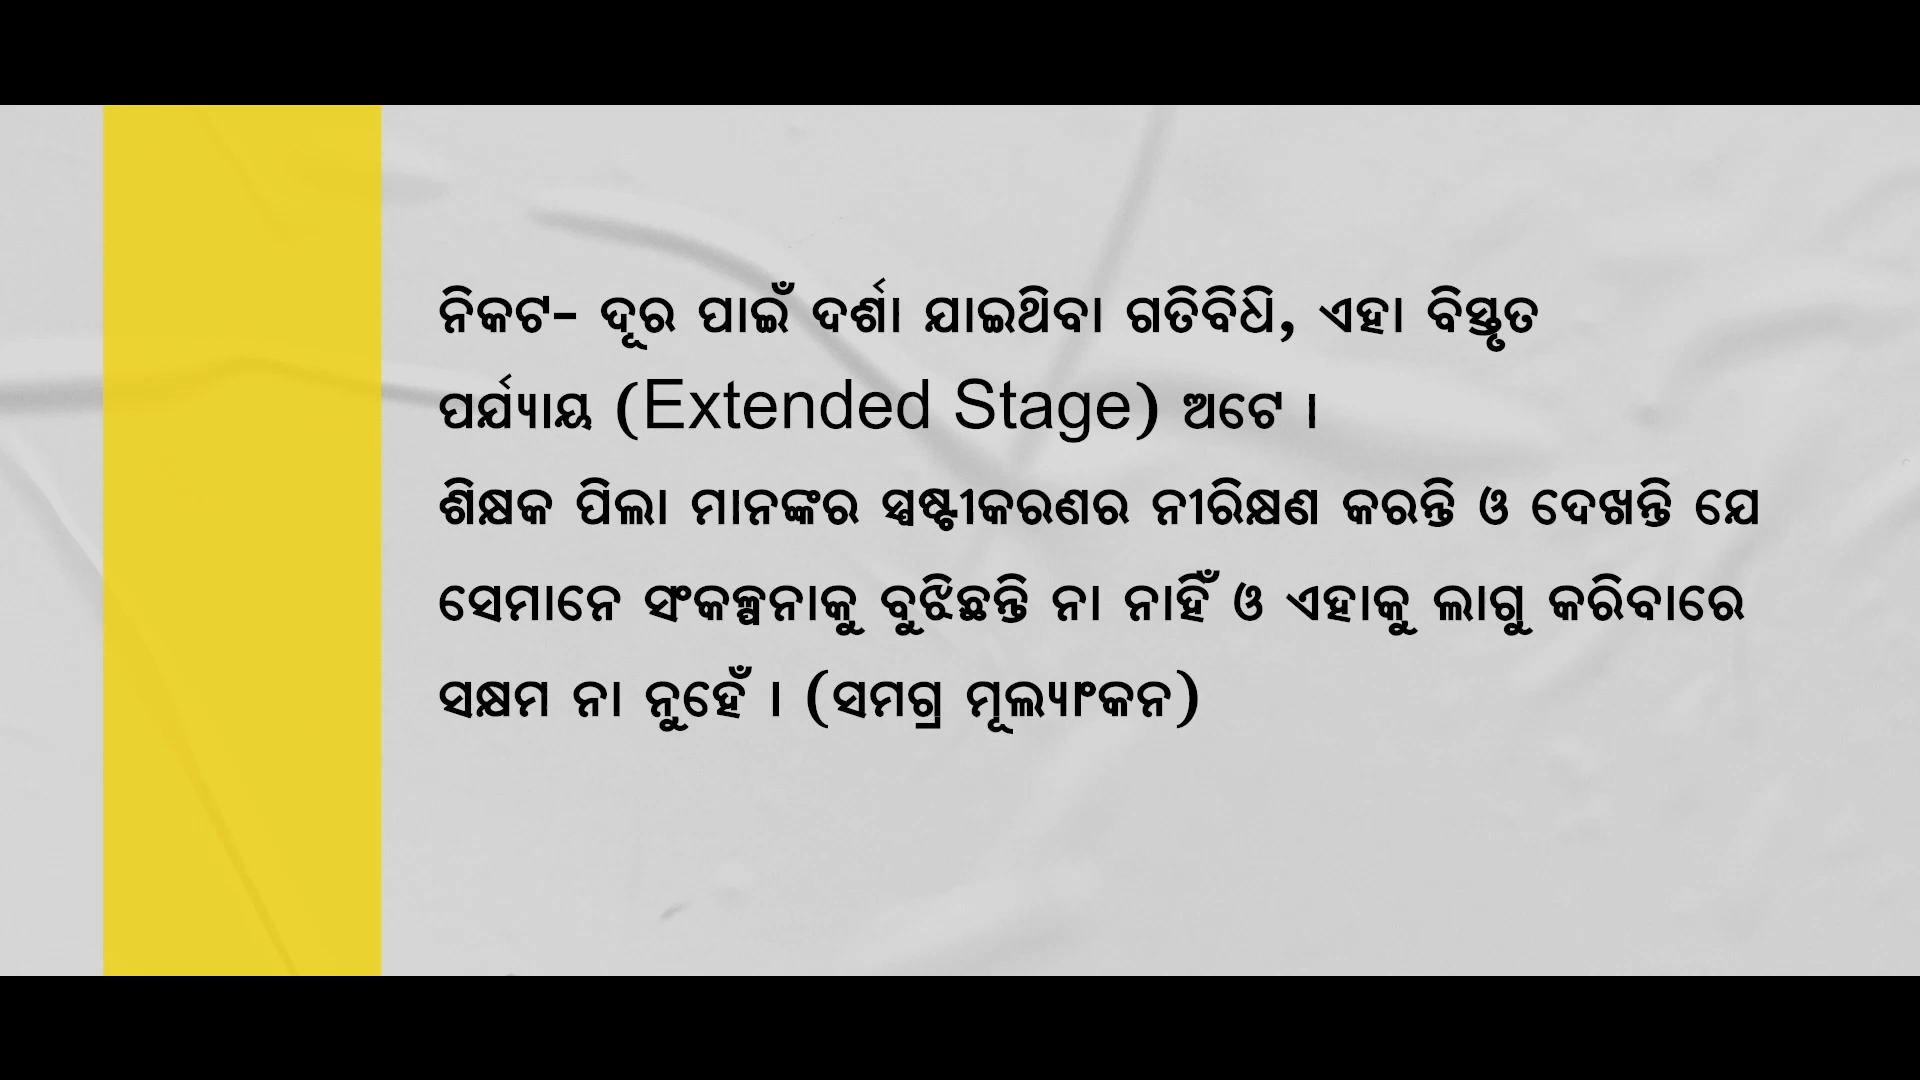 ନିକଟ- ଦୂର ପାଇଁ ଦର୍ଶା ଯାଇଥିବା ଗତିବିଧି, ଏହା ବିସ୍ତୃତ
ପର୍ଯ୍ୟାୟ (Extended Stage) ଅଟେ ।
ଶିକ୍ଷକ ପିଲା ମାନଙ୍କର ସ୍ପଷ୍ଟୀକରଣର ନୀରିକ୍ଷଣ କରନ୍ତି ଓ ଦେଖନ୍ତି ଯେ
ସେମାନେ ସଂକଳ୍ପନାକୁ ବୁଝିଛନ୍ତି ନା ନାହିଁ ଓ ଏହାକୁ ଲାଗୁ କରିବାରେ
ସକ୍ଷମ ନା ନୁହେଁ । (ସମଗ୍ର ମୂଲ୍ୟାଂକନ)